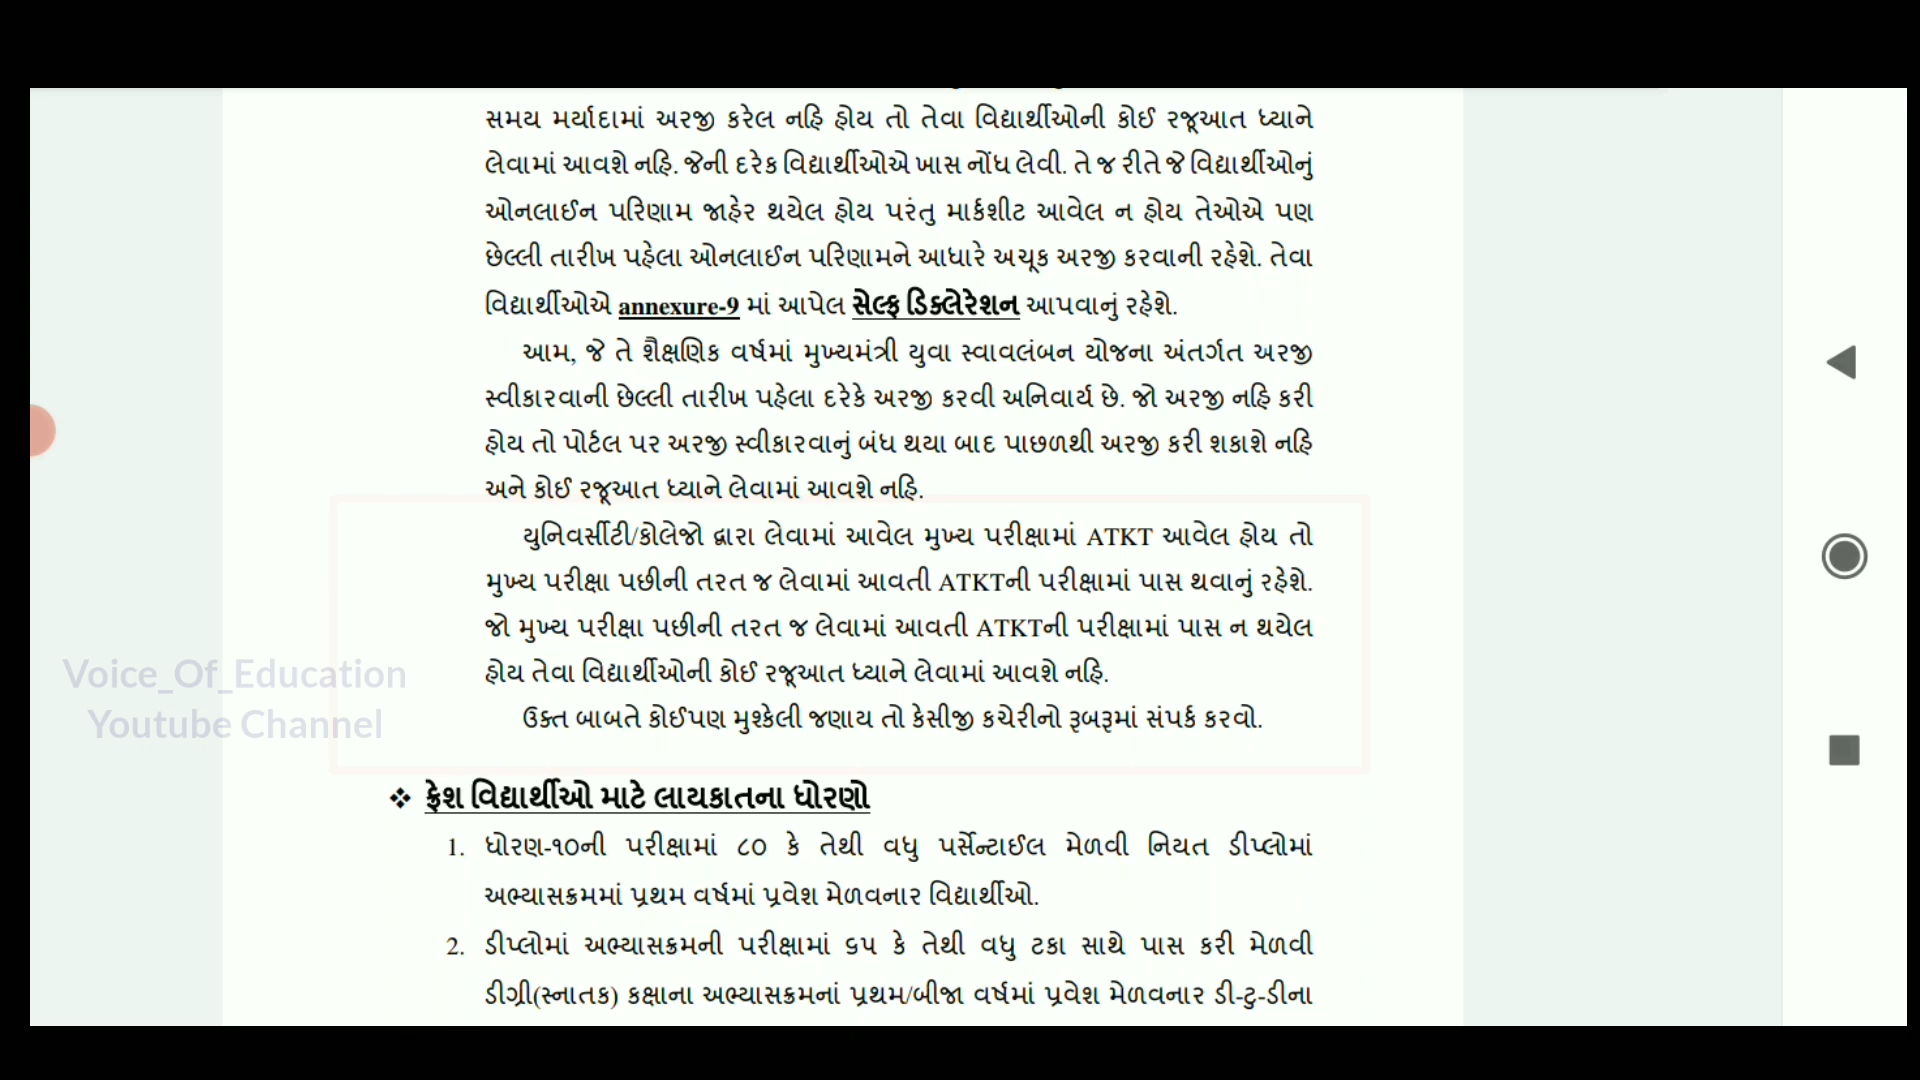 સમય મર્યાદામાં અરજી કરેલ નહિ હોય તો તેવા વિદ્યાર્થીઓની કોઈ રજૂઆત ધ્યાને
લેવામાં આવશે નહિ. જેની દરેક વિદ્યાર્થીઓએ ખાસ નોંધ લેવી. તે જ રીતે જે વિદ્યાર્થીઓનું
ઓનલાઈન પરિણામ જાહેર થયેલ હોય પરંતુ માર્કશીટ આવેલ ન હોય તેઓએ પણ
છેલ્લી તારીખ પહેલા ઓનલાઈન પરિણામને આધારે અચૂક અરજી કરવાની રહેશે. તેવા
વિદ્યાર્થીઓએ annexure-9 માં આપેલ સેલ્ફ ડિક્લેરેશન આપવાનું રહેશે.
આમ, જે તે શૈક્ષણિક વર્ષમાં મુખ્યમંત્રી યુવા સ્વાવલંબન યોજના અંતર્ગત અરજી
સ્વીકારવાની છેલ્લી તારીખ પહેલા દરેકે અરજી કરવી અનિવાર્ય છે. જો અરજી નહિ કરી
હોય તો પોર્ટલ પર અરજી સ્વીકારવાનું બંધ થયા બાદ પાછળથી અરજી કરી શકાશે નહિ
અને કોઈ રજૂઆત ધ્યાને લેવામાં આવશે નહિ.
યુનિવર્સીટી/કોલેજો દ્વારા લેવામાં આવેલ મુખ્ય પરીક્ષામાં ATKT આવેલ હોય તો
મુખ્ય પરીક્ષા પછીની તરત જ લેવામાં આવતી ATKTની પરીક્ષામાં પાસ થવાનું રહેશે.
જો મુખ્ય પરીક્ષા પછીની તરત જ લેવામાં આવતી ATKTની પરીક્ષામાં પાસ ન થયેલ
હોય તેવા વિદ્યાર્થીઓની કોઈ રજૂઆત ધ્યાને લેવામાં આવશે નહિ.
Voice_Of_Education
Youtube Channel
ઉક્ત બાબતે કોઈપણ મુશ્કેલી જણાય તો કેસીજી કચેરીનો રૂબરૂમાં સંપર્ક કરવો.
❖ ફ્રેશ વિદ્યાર્થીઓ માટે લાયકાતના ધોરણો
1. ધોરણ-૧૦ની પરીક્ષામાં ૮૦ કે તેથી વધુ પર્સેન્ટાઈલ મેળવી નિયત ડીપ્લોમાં
અભ્યાસક્રમમાં પ્રથમ વર્ષમાં પ્રવેશ મેળવનાર વિદ્યાર્થીઓ.
2. ડીપ્લોમાં અભ્યાસક્રમની પરીક્ષામાં ૬૫ કે તેથી વધુ ટકા સાથે પાસ કરી મેળવી
ડીગ્રી(સ્નાતક) કક્ષાના અભ્યાસક્રમનાં પ્રથમ/બીજા વર્ષમાં પ્રવેશ મેળવનાર ડી-ટુ-ડીના